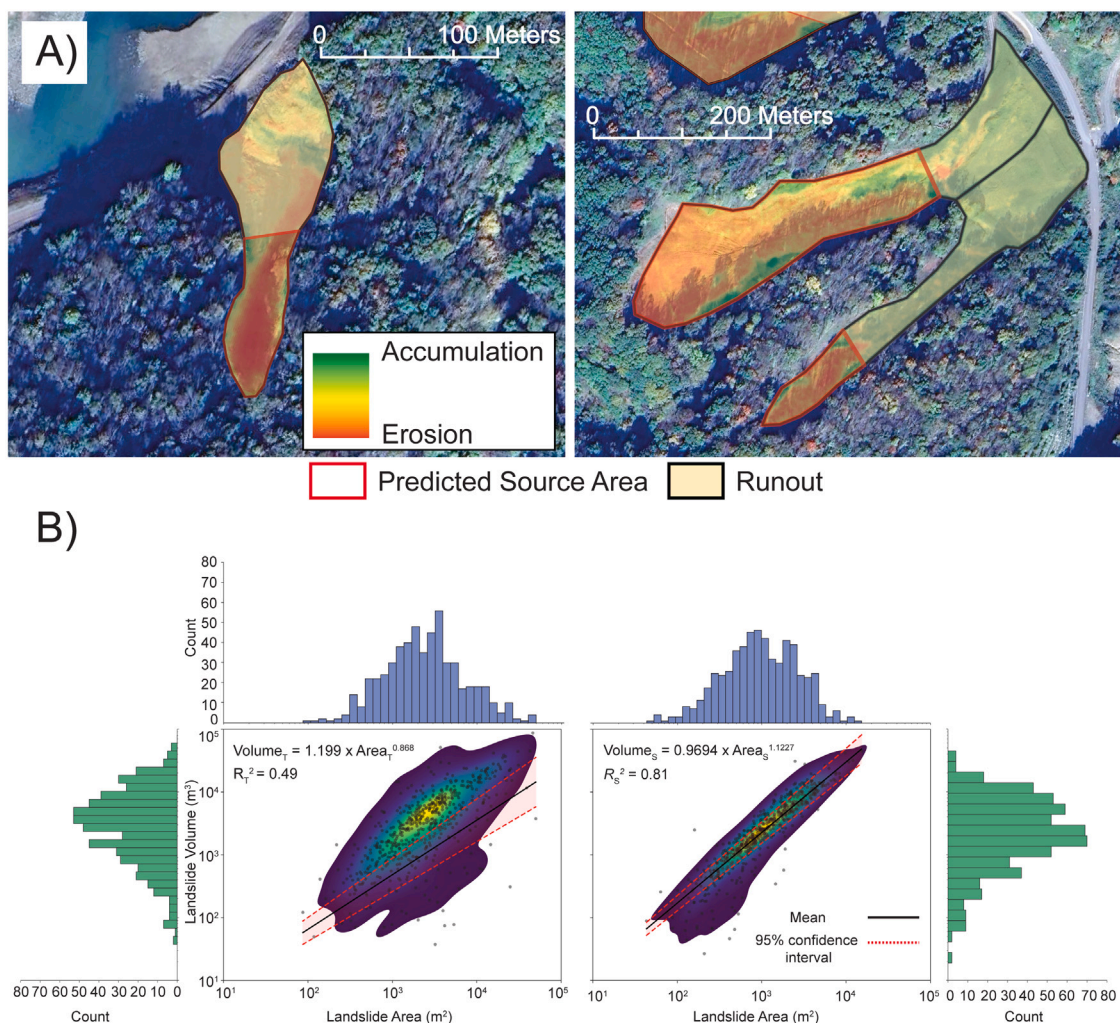 A)
0 100 Meters
0 200 Meters
Accumulation
Erosion
Predicted Source Area Runout
B)
80
70
60
50
40
30
20
10
0
Count
Volume_T = 1.199 x Area_T^0.868
R_T^2 = 0.49
Volume_S = 0.9694 x Area_S^1.1227
R_S^2 = 0.81
10^5
10^4
10^3
10^2
10^1
Landslide Volume (m^3)
Mean
95% confidence
interval
80 70 60 50 40 30 20 10 0
Count
10^1 10^2 10^3 10^4 10^5
Landslide Area (m^2)
10^1 10^2 10^3 10^4 10^5
Landslide Area (m^2)
0 10 20 30 40 50 60 70 80
Count